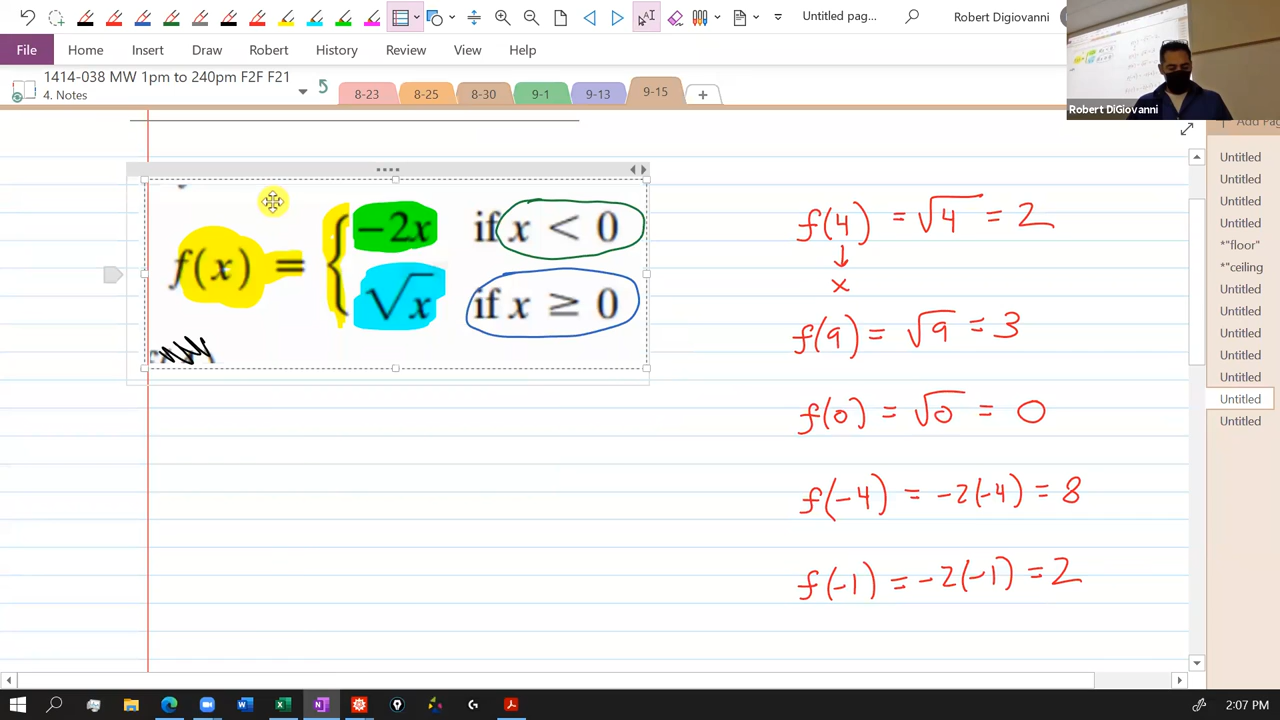 Untitled pag...
Robert Digiovanni
File
Home
Insert
Draw
Robert
History
Review
View
Help
1414-038 MW 1pm to 240pm F2F F21
4. Notes
8-23
8-25
8-30
9-1
9-13
9-15
Robert DiGiovanni
Add Pag
Untitled
Untitled
Untitled
Untitled
*"floor"
*"ceiling
Untitled
Untitled
Untitled
Untitled
Untitled
Untitled
f(x) = { -2x if x < 0
√x if x ≥ 0
f(4) = √4 = 2
↓
x
f(9) = √9 = 3
f(0) = √0 = 0
f(-4) = -2(-4) = 8
f(-1) = -2(-1) = 2
2:07 PM